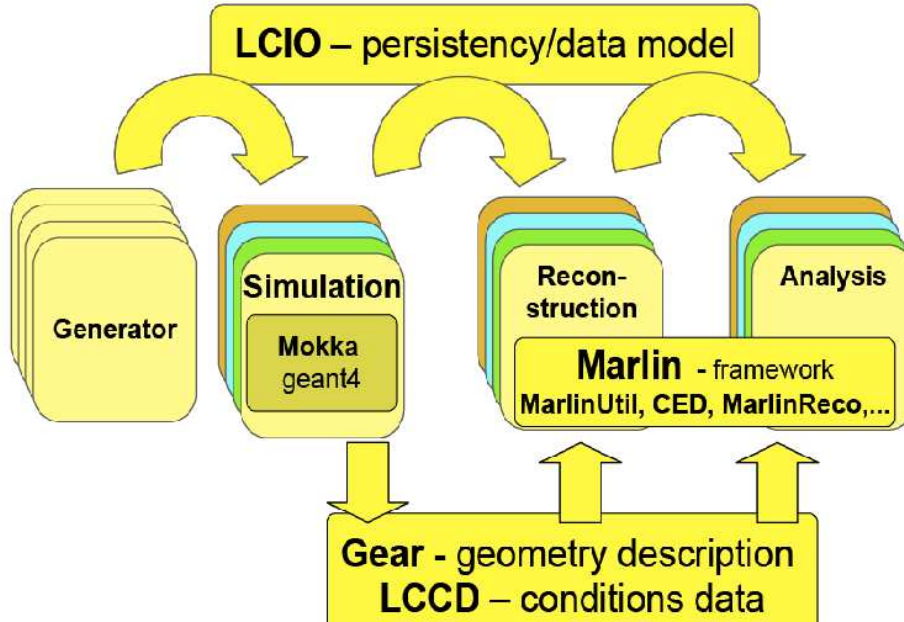 LCIO – persistency/data model
Generator
Simulation
Mokka
geant4
Recon-
struction
Analysis
Marlin - framework
MarlinUtil, CED, MarlinReco,...
Gear - geometry description
LCCD – conditions data